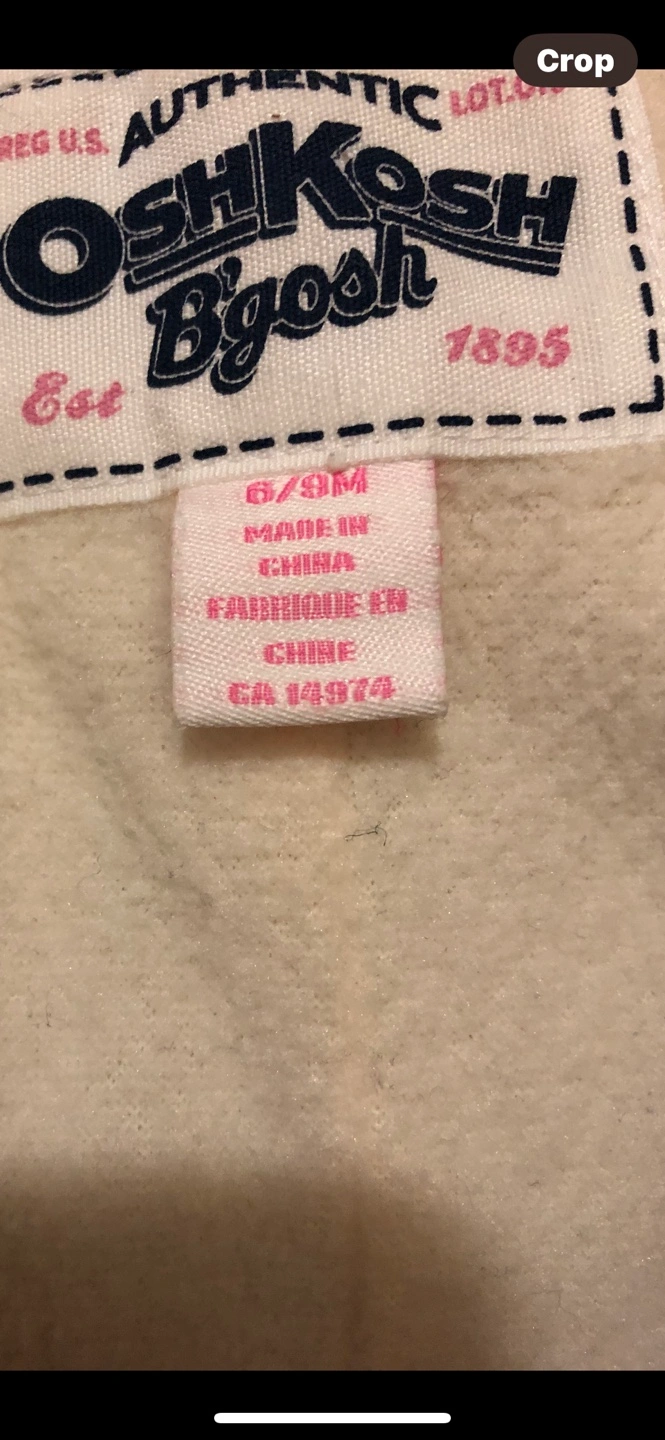 Crop
AUTHENTIC
REG U.S.
OSHKOSH
B'gosh
Est 1895
6/9M
MADE IN
CHINA
FABRIQUE EN
CHINE
CA 14974